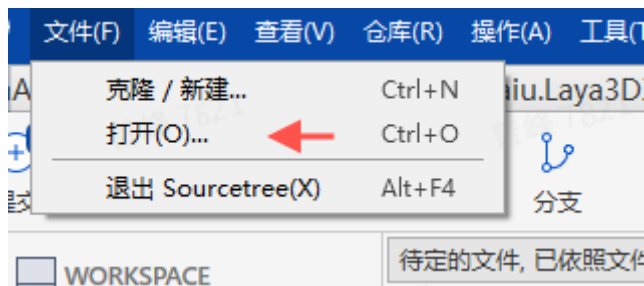 文件(F) 编辑(E) 查看(V) 仓库(R) 操作(A) 工具(T
克隆 / 新建... Ctrl+N
aiu.Laya3D
打开(O)... Ctrl+O
退出 Sourcetree(X) Alt+F4
分支
WORKSPACE
待定的文件, 已依照文件